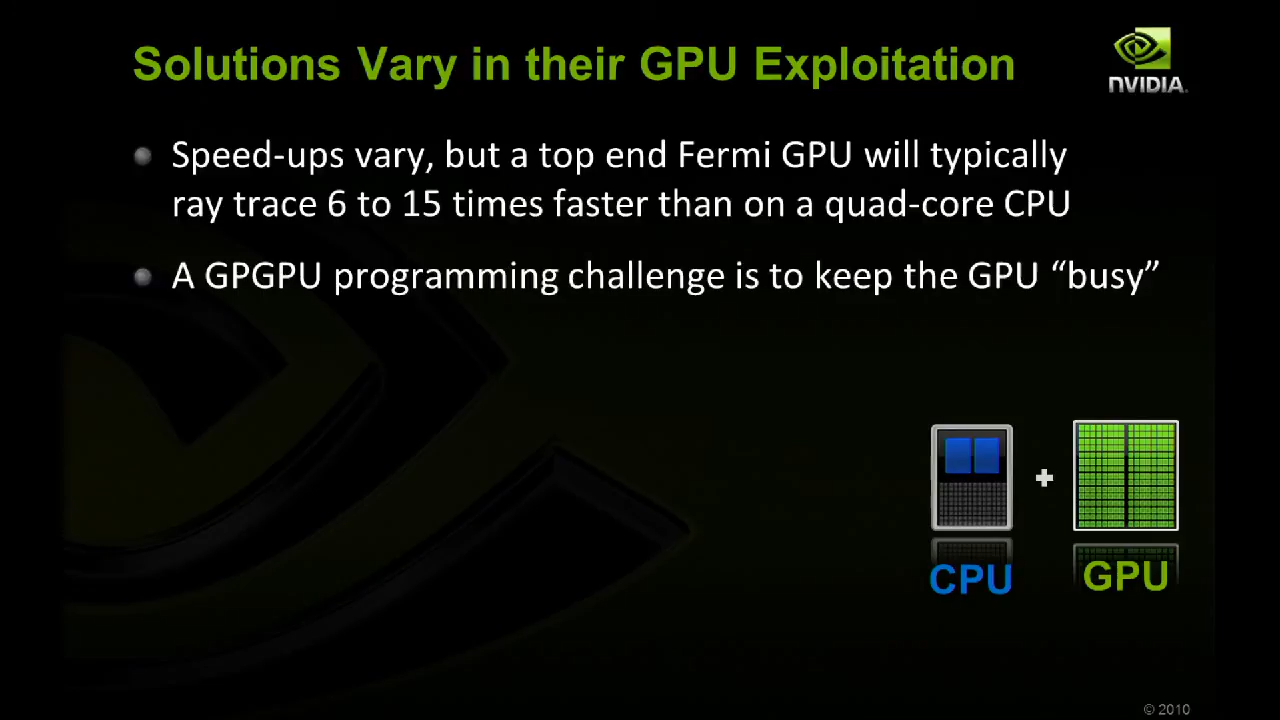 Solutions Vary in their GPU Exploitation
NVIDIA.
Speed-ups vary, but a top end Fermi GPU will typically
ray trace 6 to 15 times faster than on a quad-core CPU
A GPGPU programming challenge is to keep the GPU “busy”
CPU
+
GPU
© 2010